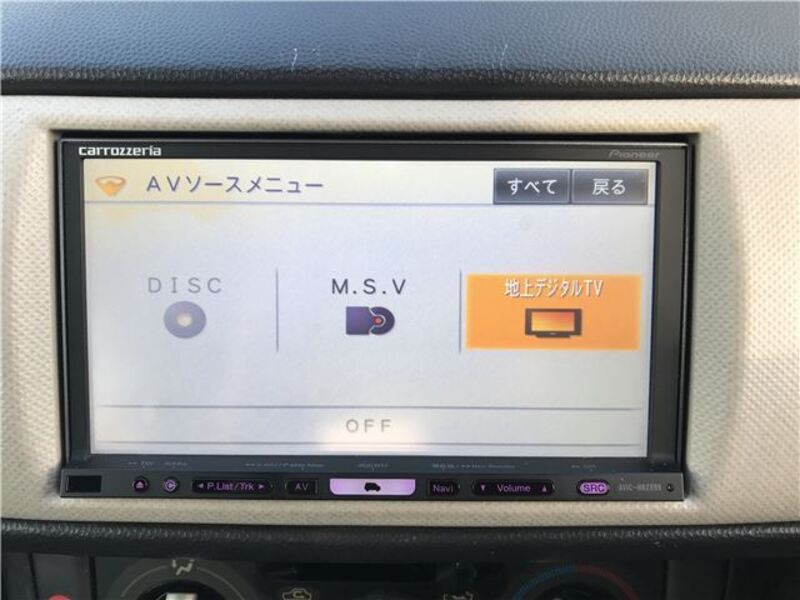 carrozzeria
Pioneer
AVソースメニュー
すべて
戻る
DISC
M.S.V
地上デジタルTV
OFF
P.List/Trk
AV
Navi
Volume
SRC